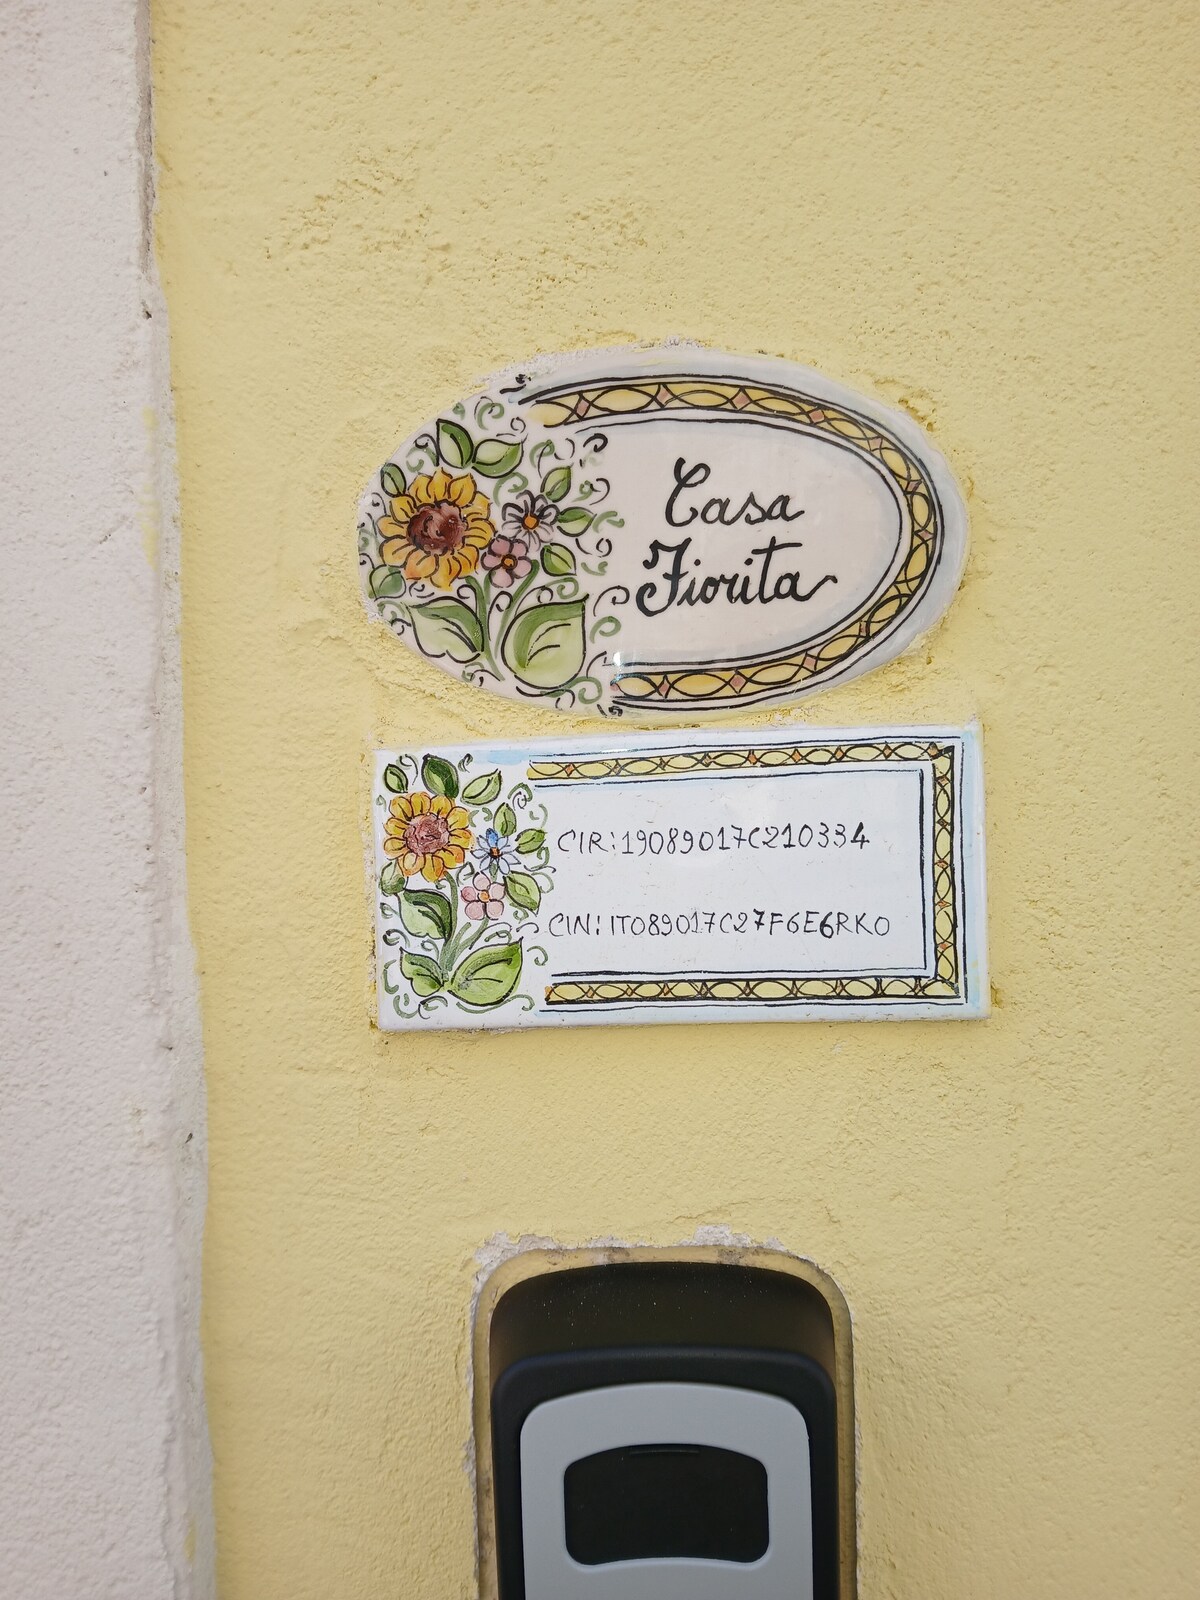 Casa
Fiorita
CIR:19089017C210334
CIN: IT089017C27F6E6RKO